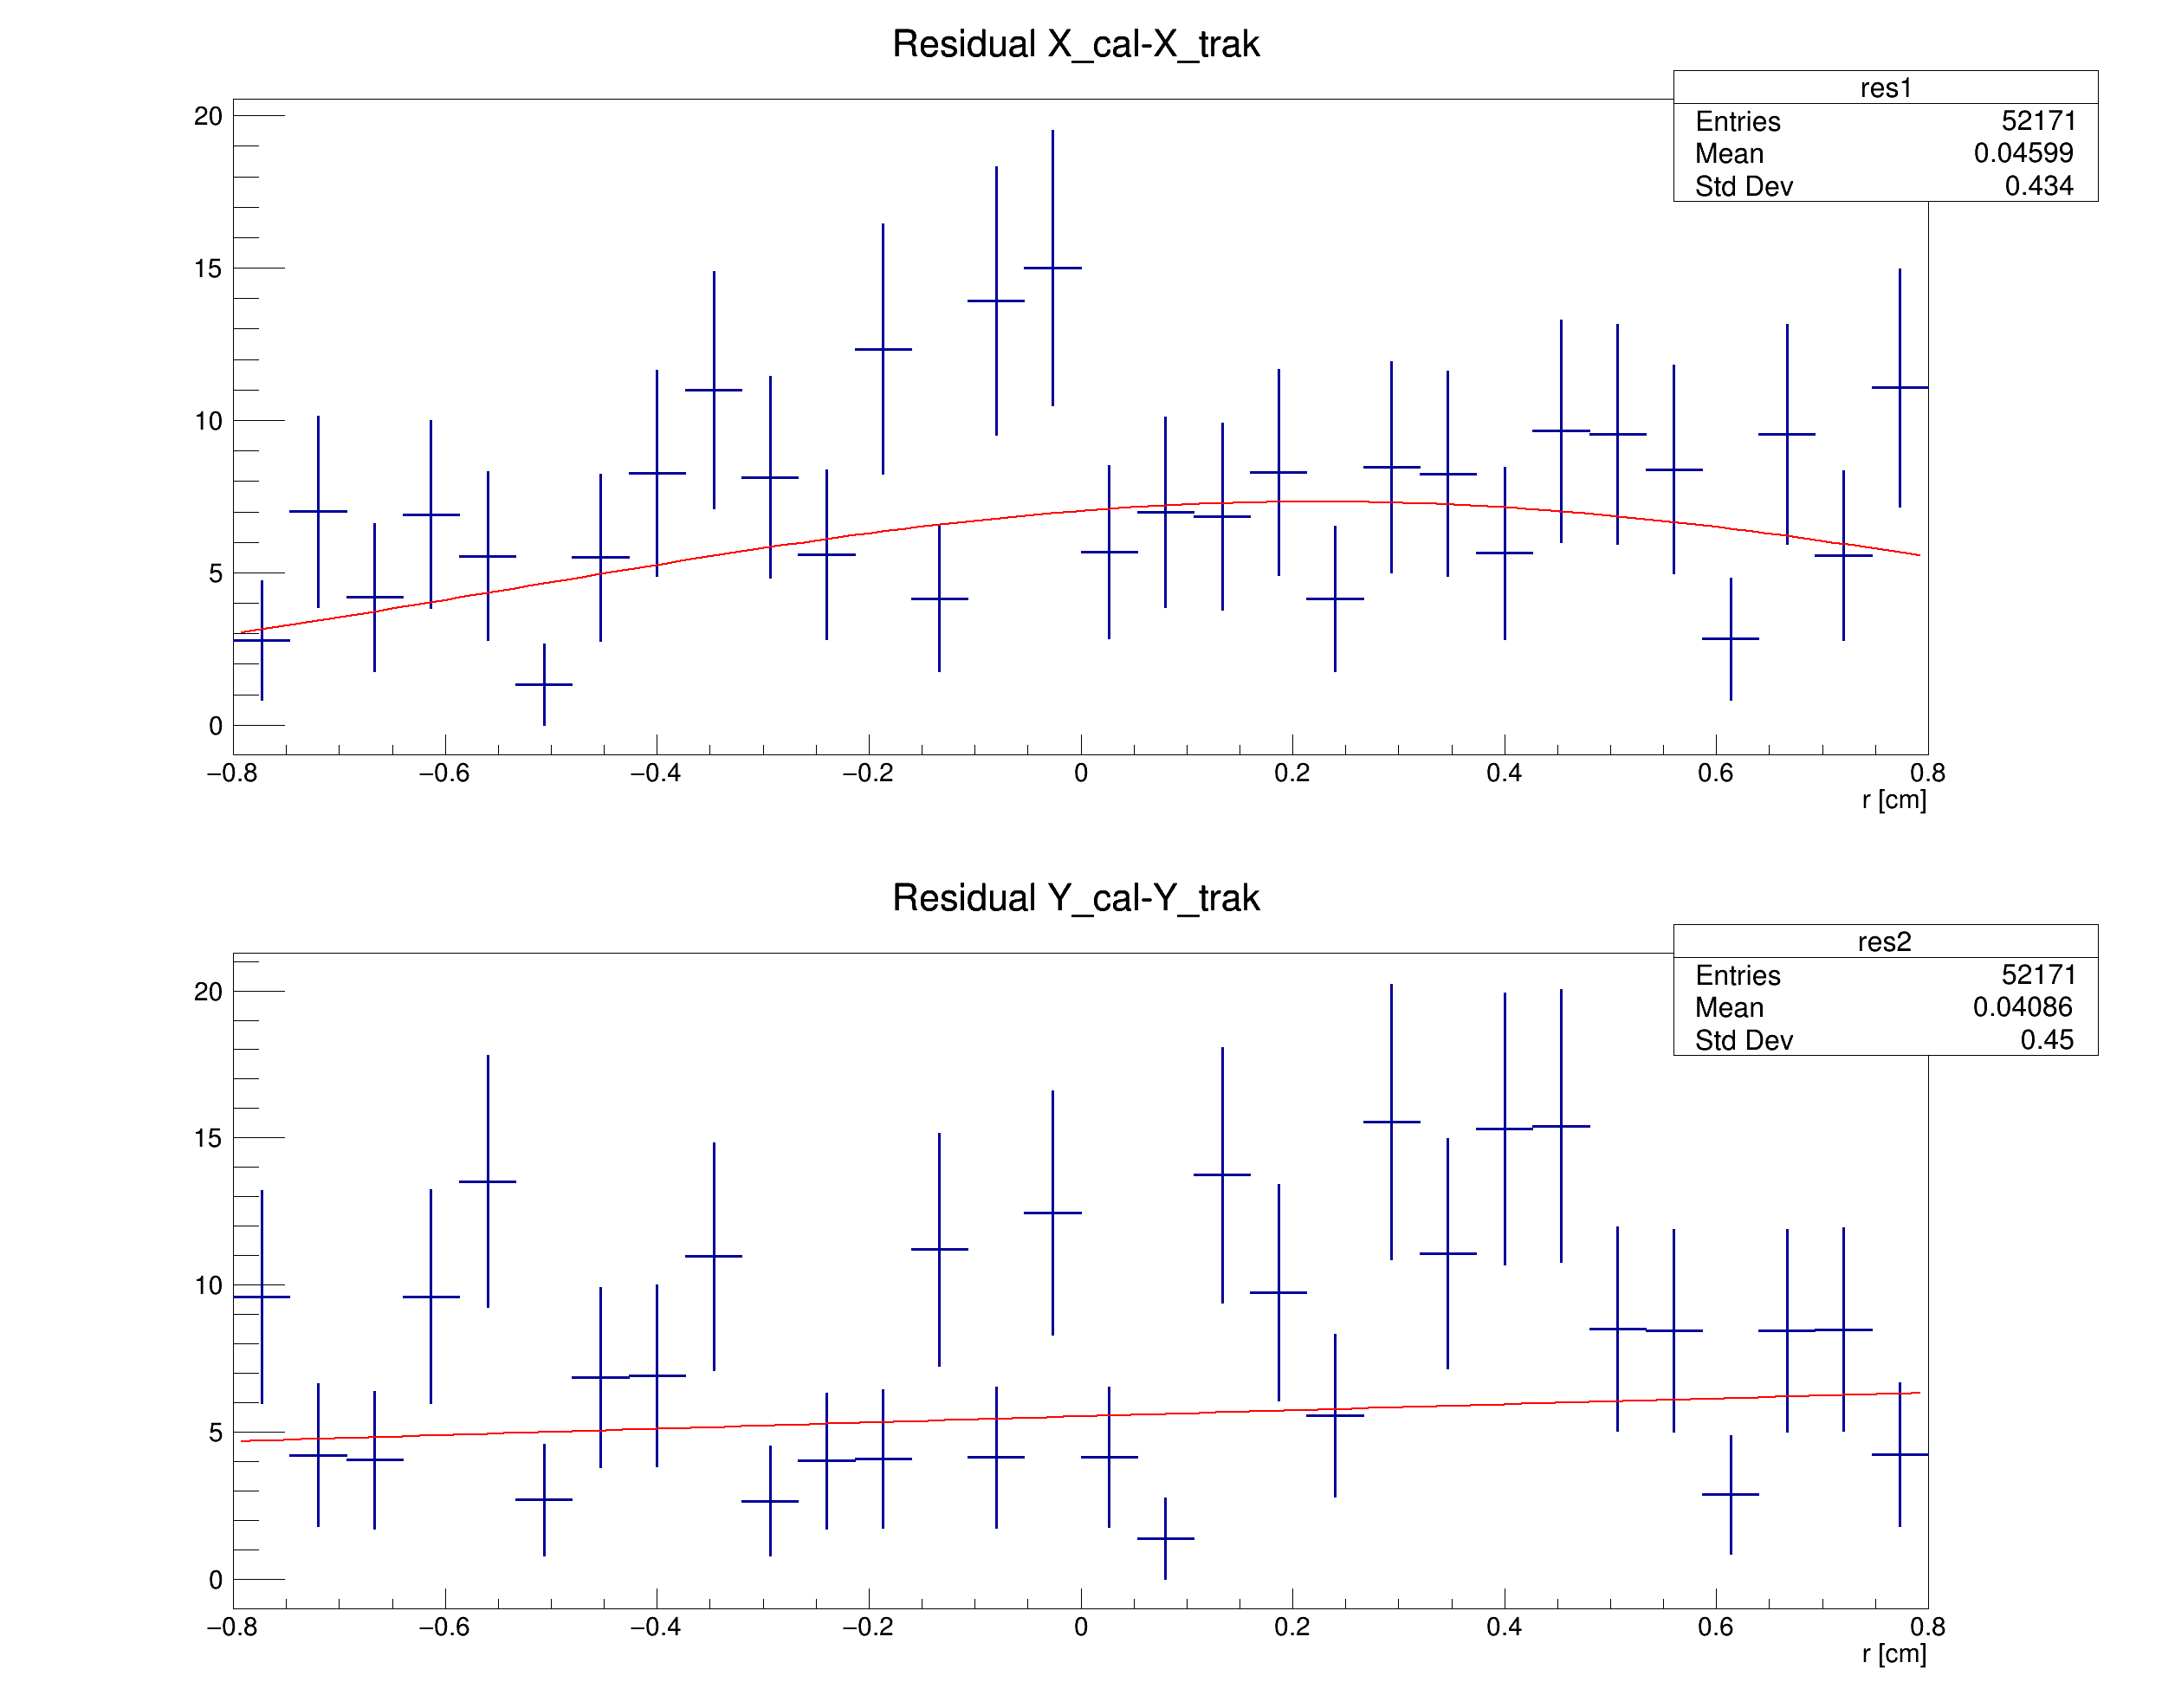 Residual X_cal-X_trak
res1
Entries 52171
Mean 0.04599
Std Dev 0.434
20
15
10
5
0
−0.8 −0.6 −0.4 −0.2 0 0.2 0.4 0.6 0.8
r [cm]
Residual Y_cal-Y_trak
res2
Entries 52171
Mean 0.04086
Std Dev 0.45
20
15
10
5
0
−0.8 −0.6 −0.4 −0.2 0 0.2 0.4 0.6 0.8
r [cm]